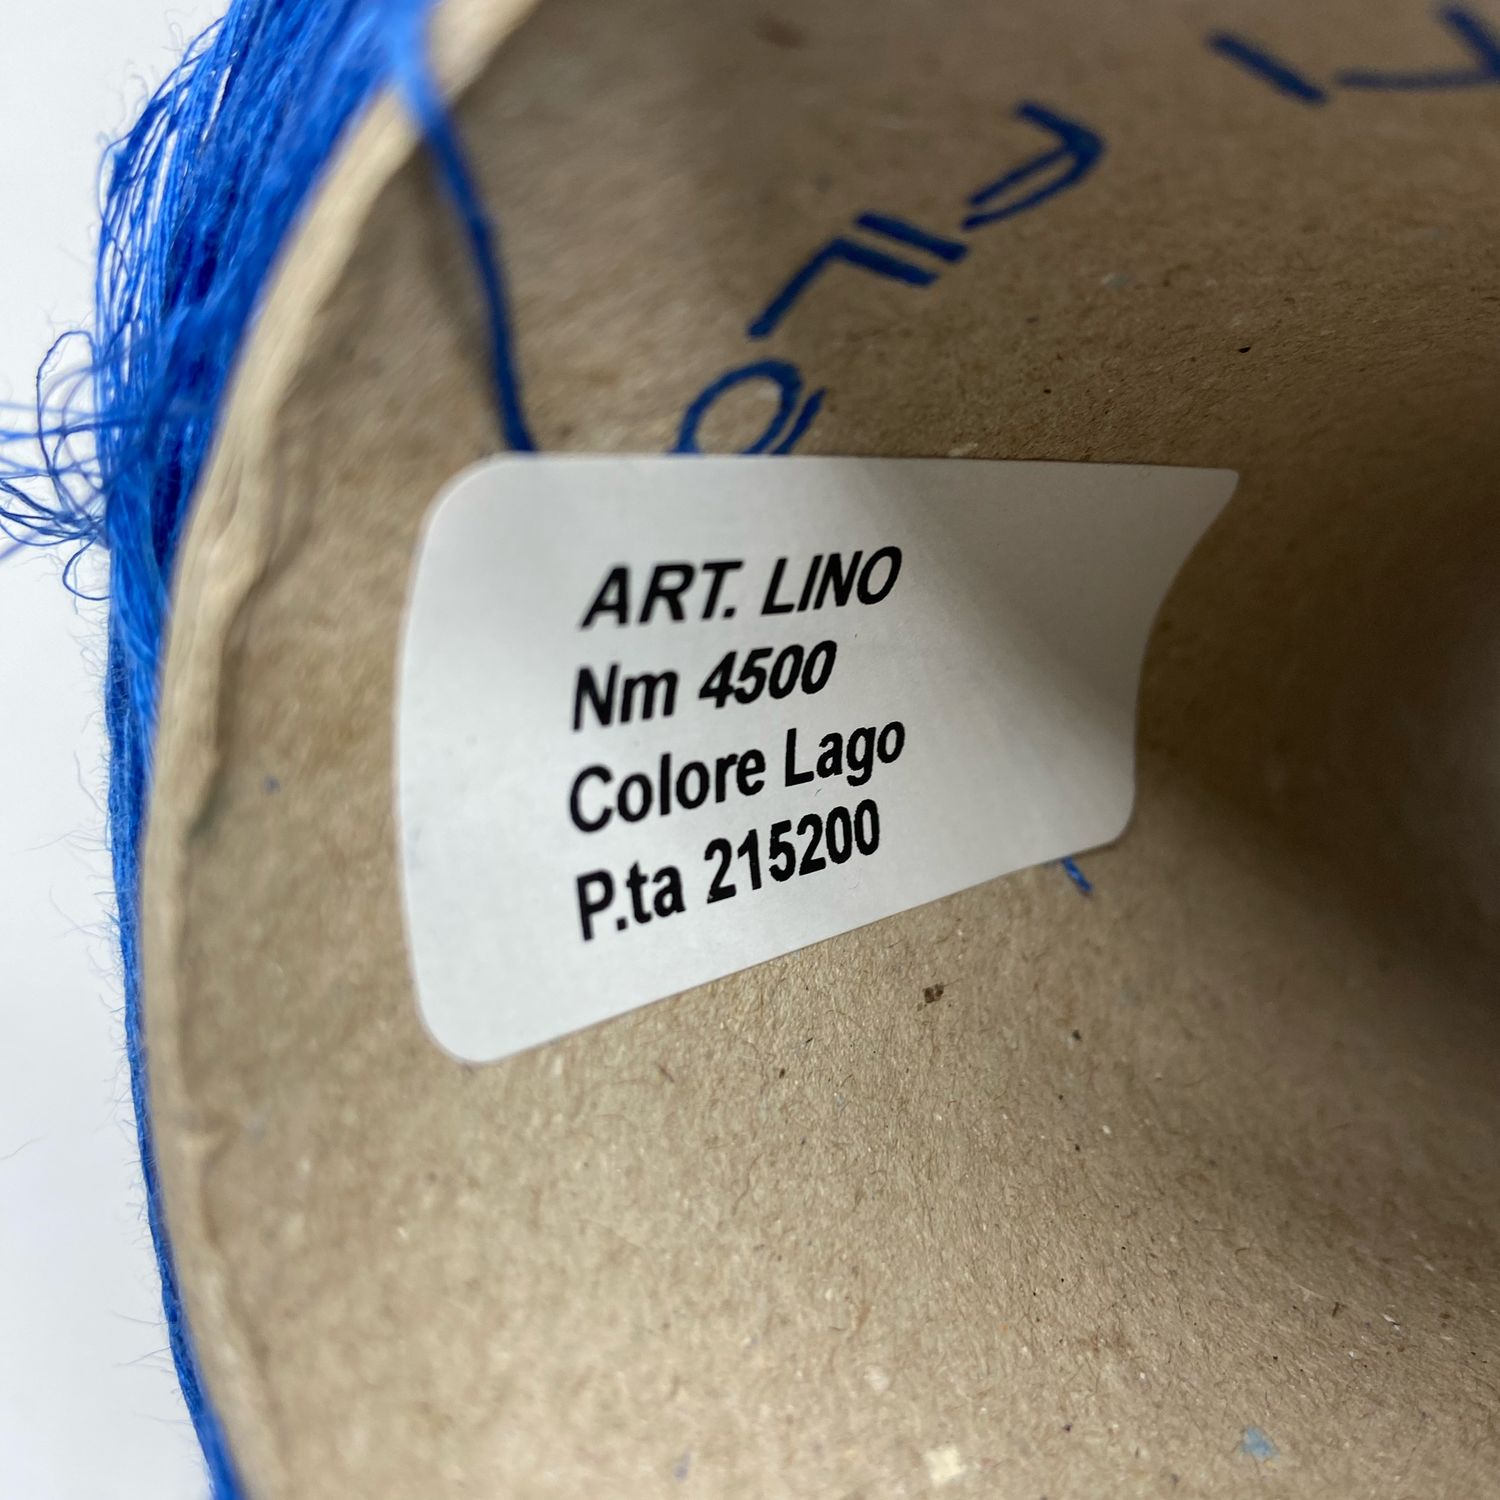 ART. LINO
Nm 4500
Colore Lago
P.ta 215200